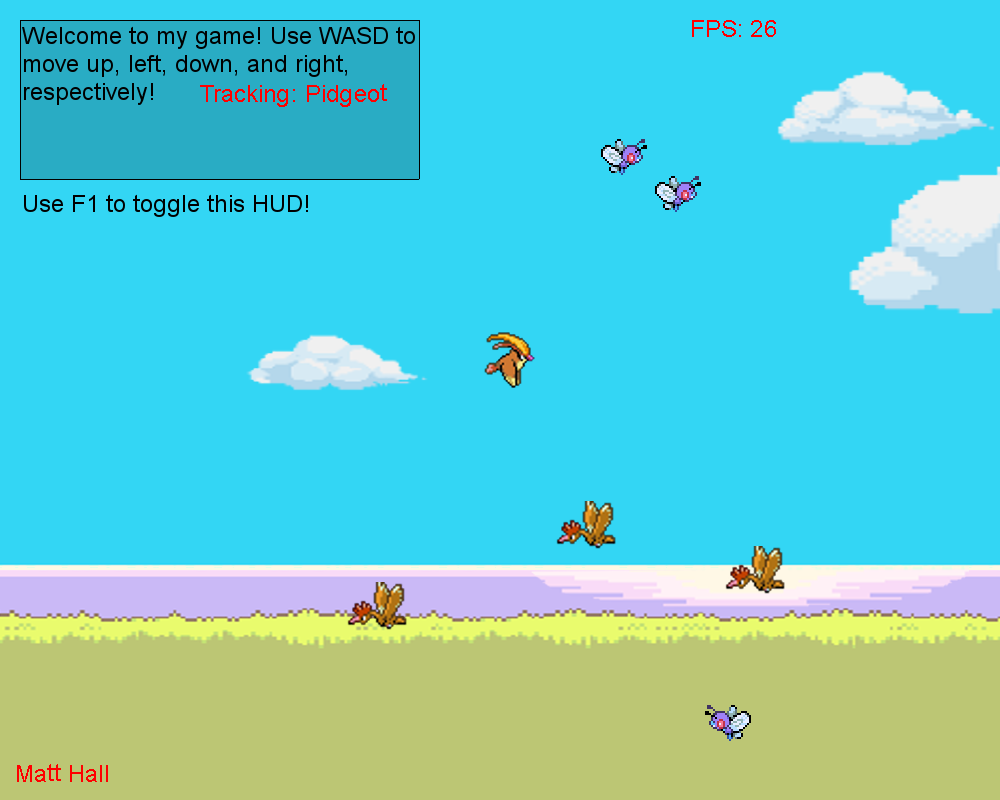 FPS: 26
Welcome to my game! Use WASD to
move up, left, down, and right,
respectively!
Tracking: Pidgeot
Use F1 to toggle this HUD!
Matt Hall